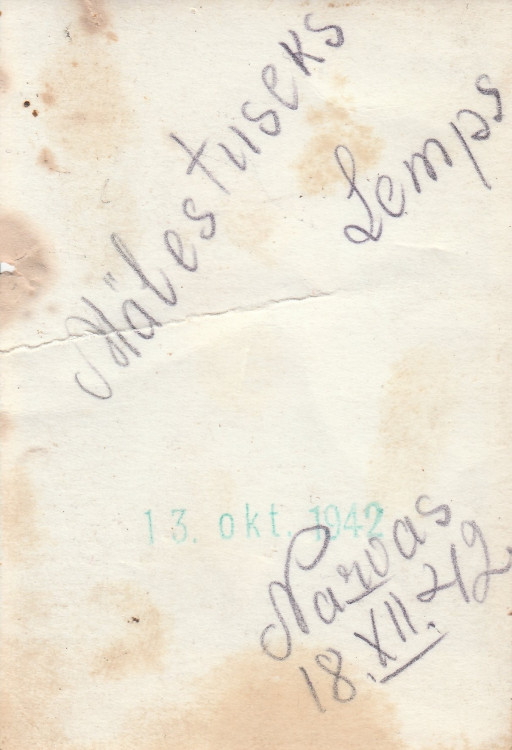 Mälestuseks
Lemps
13. okt. 1942
Narvas
18. XII. 42